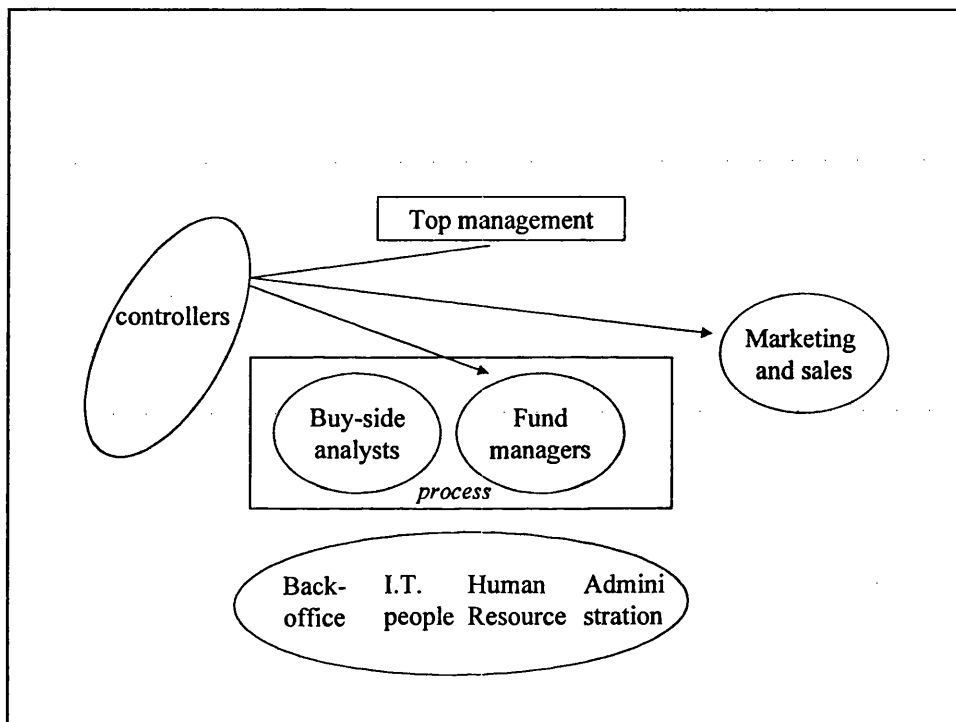 Top management
controllers
Marketing
and sales
Buy-side
analysts
Fund
managers
process
Back-
office
I.T.
people
Human
Resource
Admini
stration